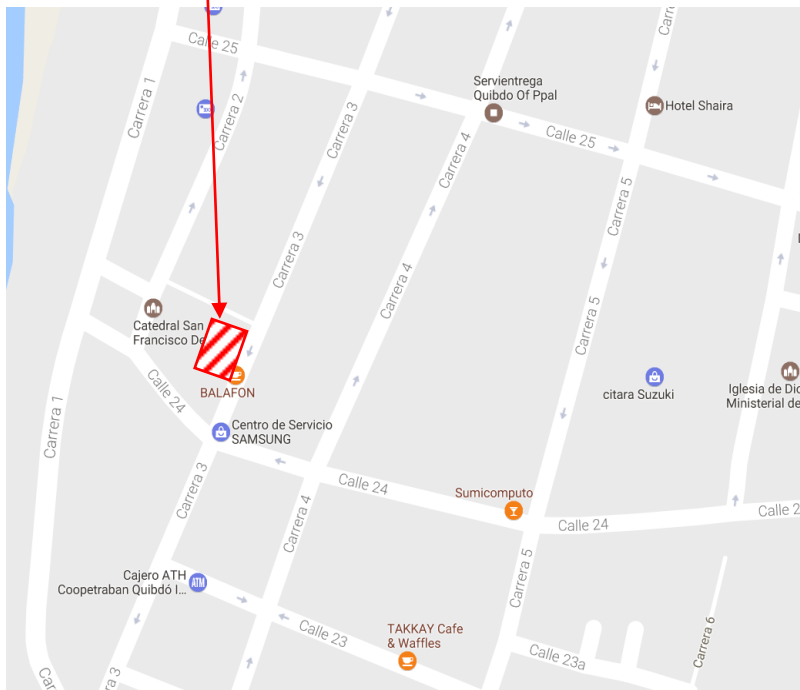 Calle 25
Carrera
Servientrega
Quibdo Of Ppal
Hotel Shaira
Carrera 1
Carrera 2
Carrera 3
Carrera 4
Calle 25
Carrera 5
Carrera 3
Carrera 4
Catedral San
Francisco De
Carrera 5
BALAFON
citara Suzuki
Iglesia de Dio
Ministerial de
Calle 24
Carrera 1
Centro de Servicio
SAMSUNG
Carrera 3
Calle 24
Sumicomputo
Carrera 4
Calle 24
Calle 2
Cajero ATH
Coopetraban Quibdó I...
ATM
Carrera 5
Calle 23
TAKKAY Cafe
& Waffles
Calle 23a
Carrera 6
Car
a 3